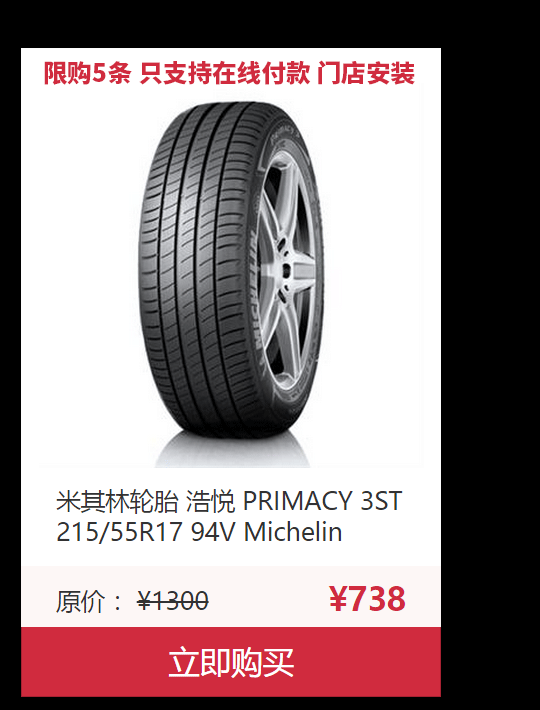 限购5条 只支持在线付款 门店安装
MICHELIN
米其林轮胎 浩悦 PRIMACY 3ST
215/55R17 94V Michelin
原价： ¥1300 ¥738
立即购买